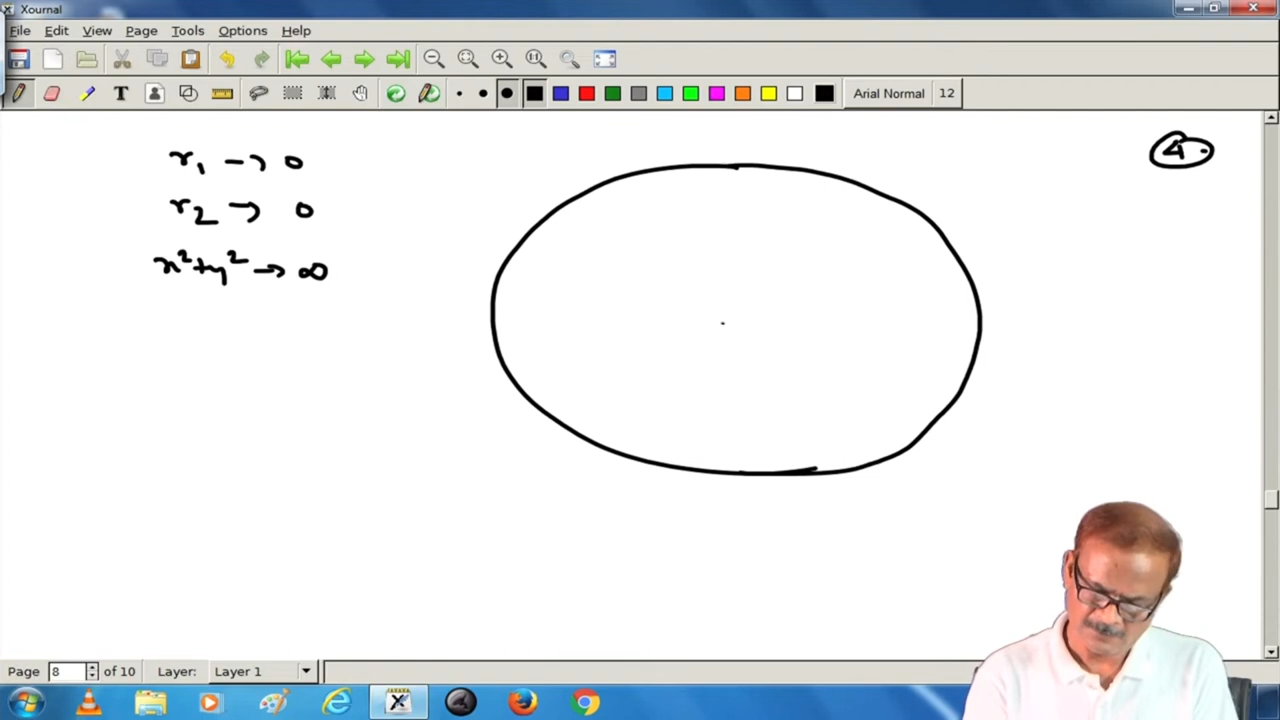 Xournal
File Edit View Page Tools Options Help
T Arial Normal 12
r₁ → 0
r₂ → 0
x² + y² → ∞
4
Page 8 of 10 Layer: Layer 1